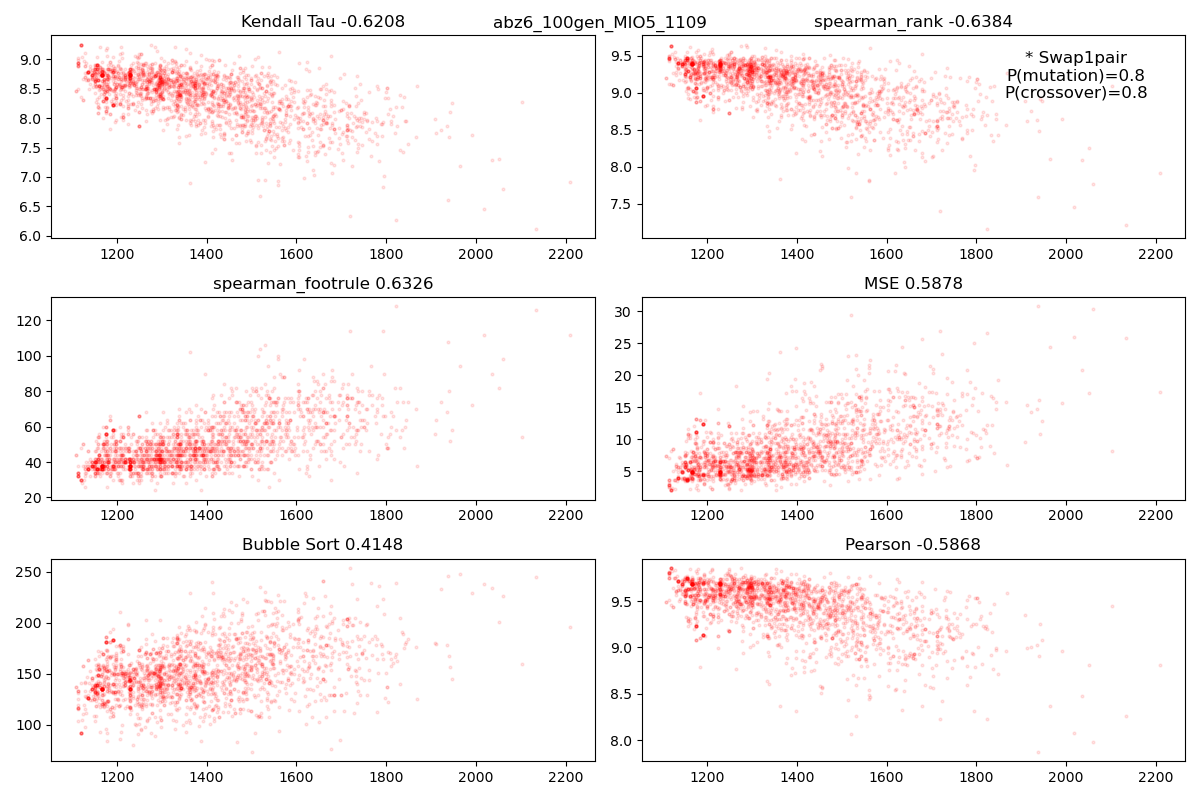 Kendall Tau -0.6208
abz6_100gen_MIO5_1109
spearman_rank -0.6384
9.0
8.5
8.0
7.5
7.0
6.5
6.0
1200 1400 1600 1800 2000 2200
* Swap1pair
P(mutation)=0.8
P(crossover)=0.8
9.5
9.0
8.5
8.0
7.5
1200 1400 1600 1800 2000 2200
spearman_footrule 0.6326
120
100
80
60
40
20
1200 1400 1600 1800 2000 2200
MSE 0.5878
30
25
20
15
10
5
1200 1400 1600 1800 2000 2200
Bubble Sort 0.4148
250
200
150
100
1200 1400 1600 1800 2000 2200
Pearson -0.5868
9.5
9.0
8.5
8.0
1200 1400 1600 1800 2000 2200